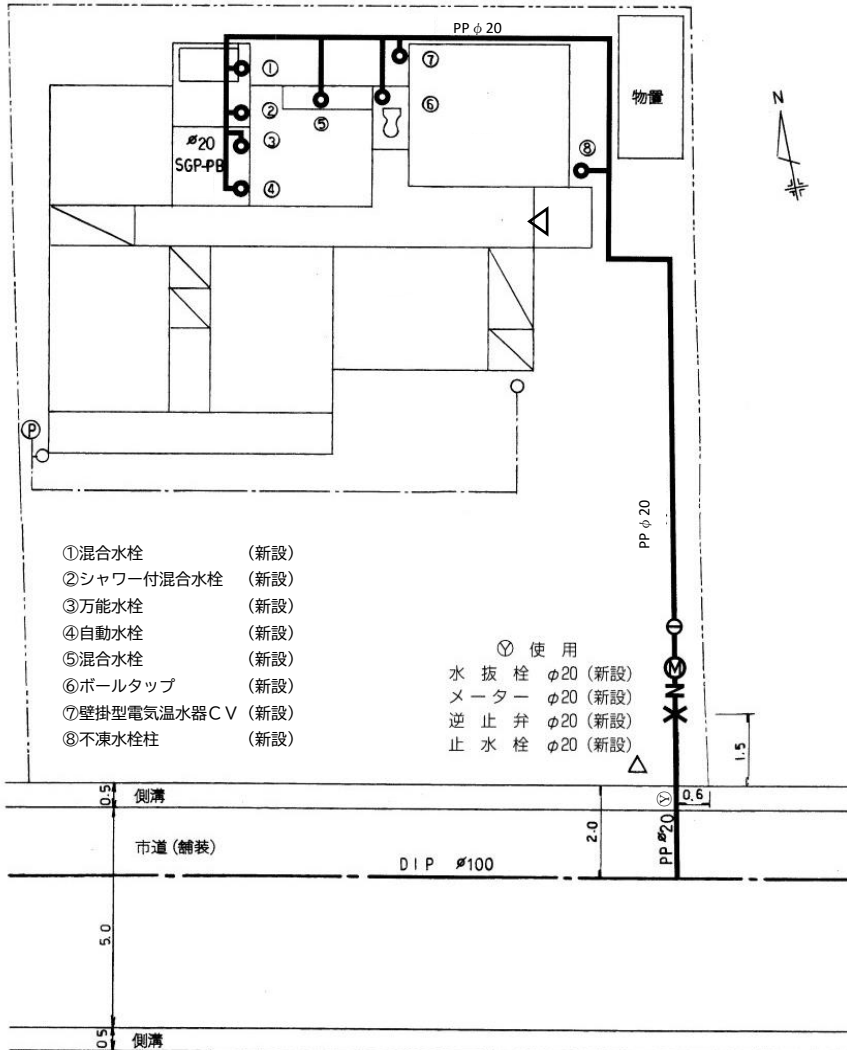 PP φ 20
①
②
③
④
⑤
⑥
⑦
⑧
物置
N
ø20
SGP-PB
P
PP φ 20
①混合水栓 (新設)
②シャワー付混合水栓 (新設)
③万能水栓 (新設)
④自動水栓 (新設)
⑤混合水栓 (新設)
⑥ボールタップ (新設)
⑦壁掛型電気温水器CV (新設)
⑧不凍水栓柱 (新設)
Ⓨ 使用
水抜栓 φ20 (新設)
メーター φ20 (新設)
逆止弁 φ20 (新設)
止水栓 φ20 (新設)
M
N
1.5
0.5
側溝
Ⓨ
0.6
2.0
PP ø20
市道(舗装)
DIP ø100
5.0
0.5
側溝